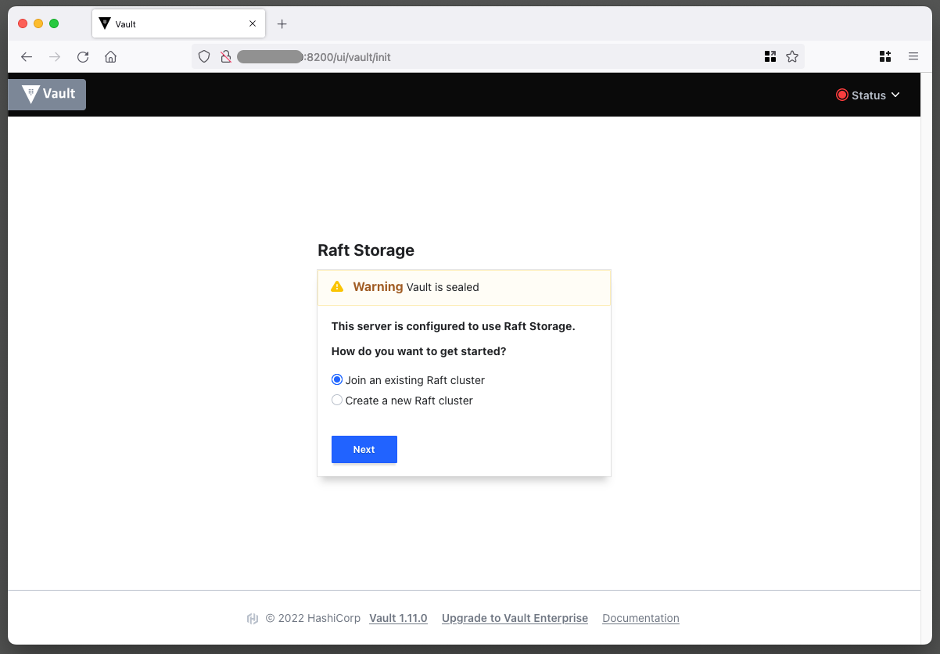 Vault
:8200/ui/vault/init
Vault
Status
Raft Storage
Warning Vault is sealed
This server is configured to use Raft Storage.
How do you want to get started?
Join an existing Raft cluster
Create a new Raft cluster
Next
© 2022 HashiCorp Vault 1.11.0 Upgrade to Vault Enterprise Documentation